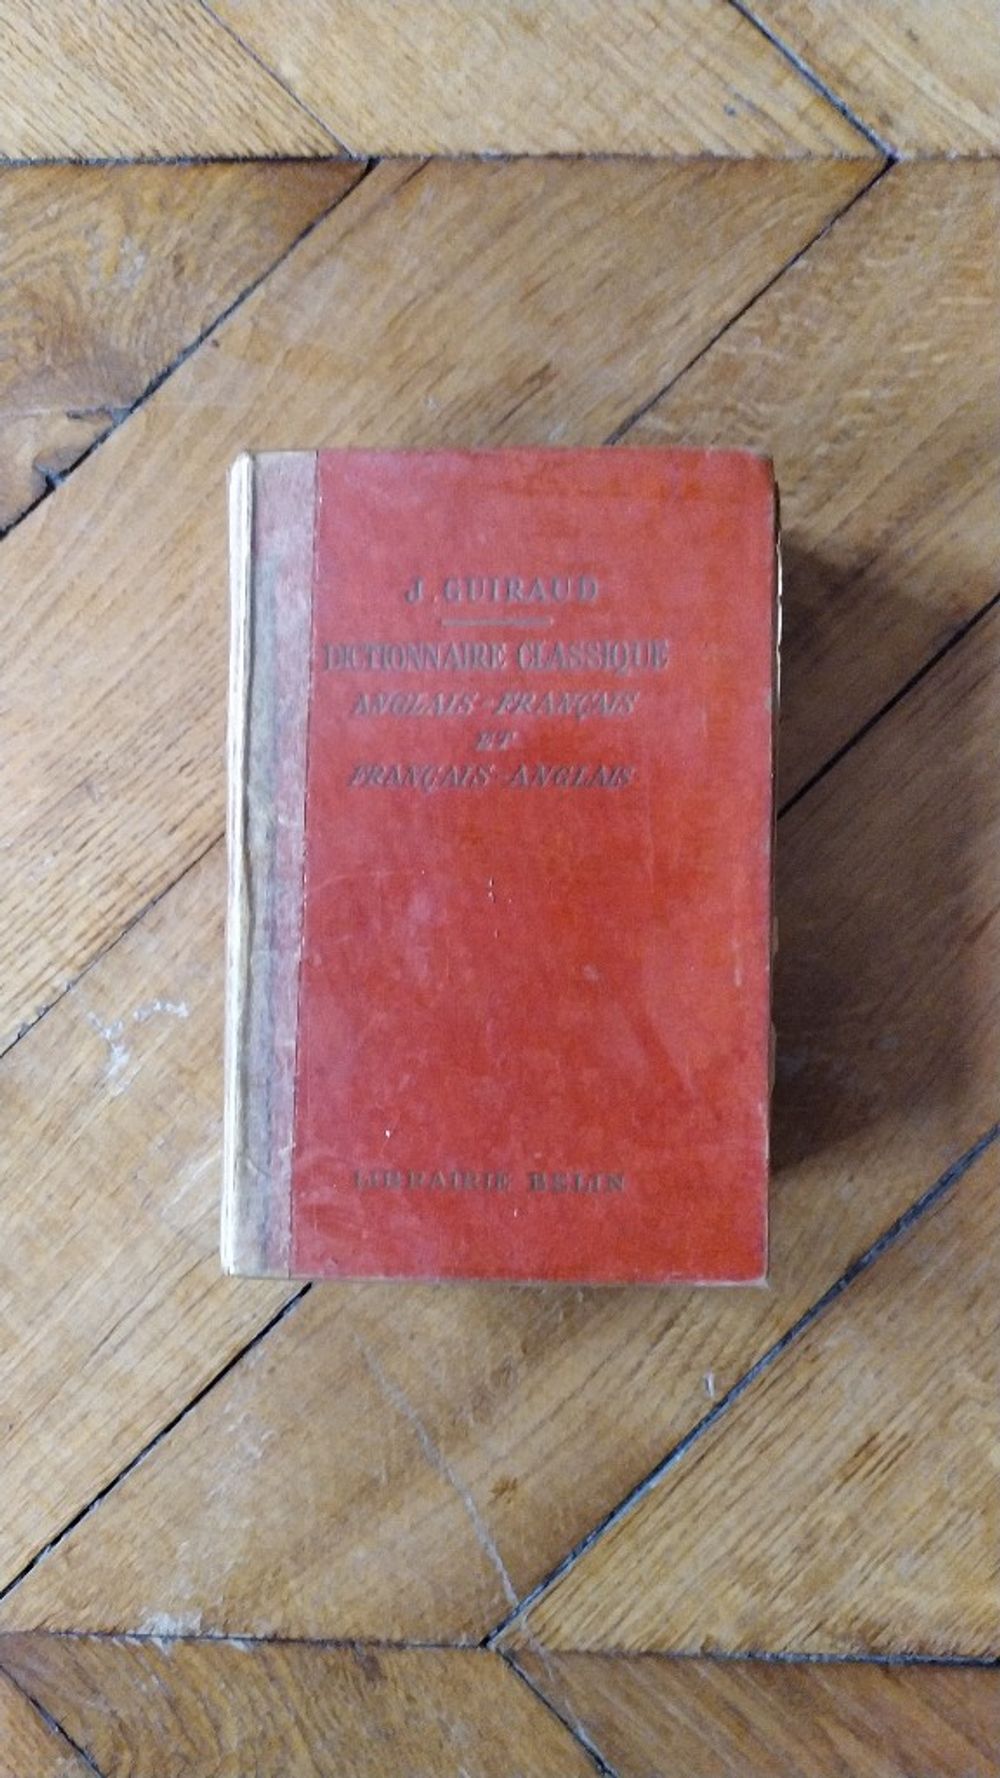 J. GUIRAUD
DICTIONNAIRE CLASSIQUE
ANGLAIS-FRANÇAIS
ET
FRANÇAIS-ANGLAIS
LIBRAIRIE BELIN